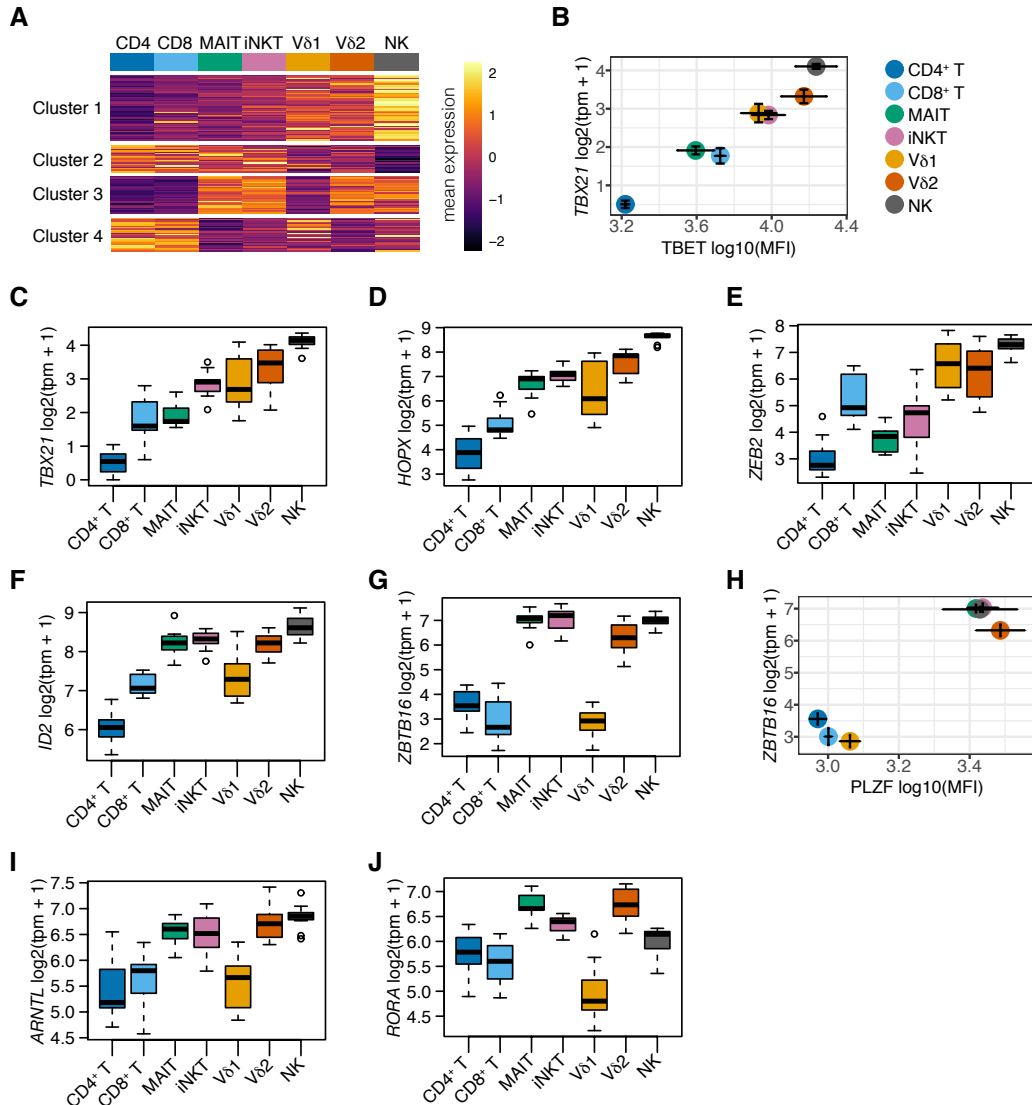 A
CD4 CD8 MAIT iNKT Vδ1 Vδ2 NK
Cluster 1
Cluster 2
Cluster 3
Cluster 4
2
1
0
−1
−2
mean expression
B
TBX21 log2(tpm + 1)
4
3
2
1
3.2 3.6 4.0 4.4
TBET log10(MFI)
CD4⁺ T
CD8⁺ T
MAIT
iNKT
Vδ1
Vδ2
NK
C
TBX21 log2(tpm + 1)
4
3
2
1
0
CD4⁺ T CD8⁺ T MAIT iNKT Vδ1 Vδ2 NK
D
HOPX log2(tpm + 1)
9
8
7
6
5
4
3
CD4⁺ T CD8⁺ T MAIT iNKT Vδ1 Vδ2 NK
E
ZEB2 log2(tpm + 1)
8
7
6
5
4
3
CD4⁺ T CD8⁺ T MAIT iNKT Vδ1 Vδ2 NK
F
ID2 log2(tpm + 1)
9
8
7
6
CD4⁺ T CD8⁺ T MAIT iNKT Vδ1 Vδ2 NK
G
ZBTB16 log2(tpm + 1)
7
6
5
4
3
2
CD4⁺ T CD8⁺ T MAIT iNKT Vδ1 Vδ2 NK
H
ZBTB16 log2(tpm + 1)
7
6
5
4
3
3.0 3.2 3.4
PLZF log10(MFI)
I
ARNTL log2(tpm + 1)
7.5
7.0
6.5
6.0
5.5
5.0
4.5
CD4⁺ T CD8⁺ T MAIT iNKT Vδ1 Vδ2 NK
J
RORA log2(tpm + 1)
7.0
6.5
6.0
5.5
5.0
4.5
CD4⁺ T CD8⁺ T MAIT iNKT Vδ1 Vδ2 NK